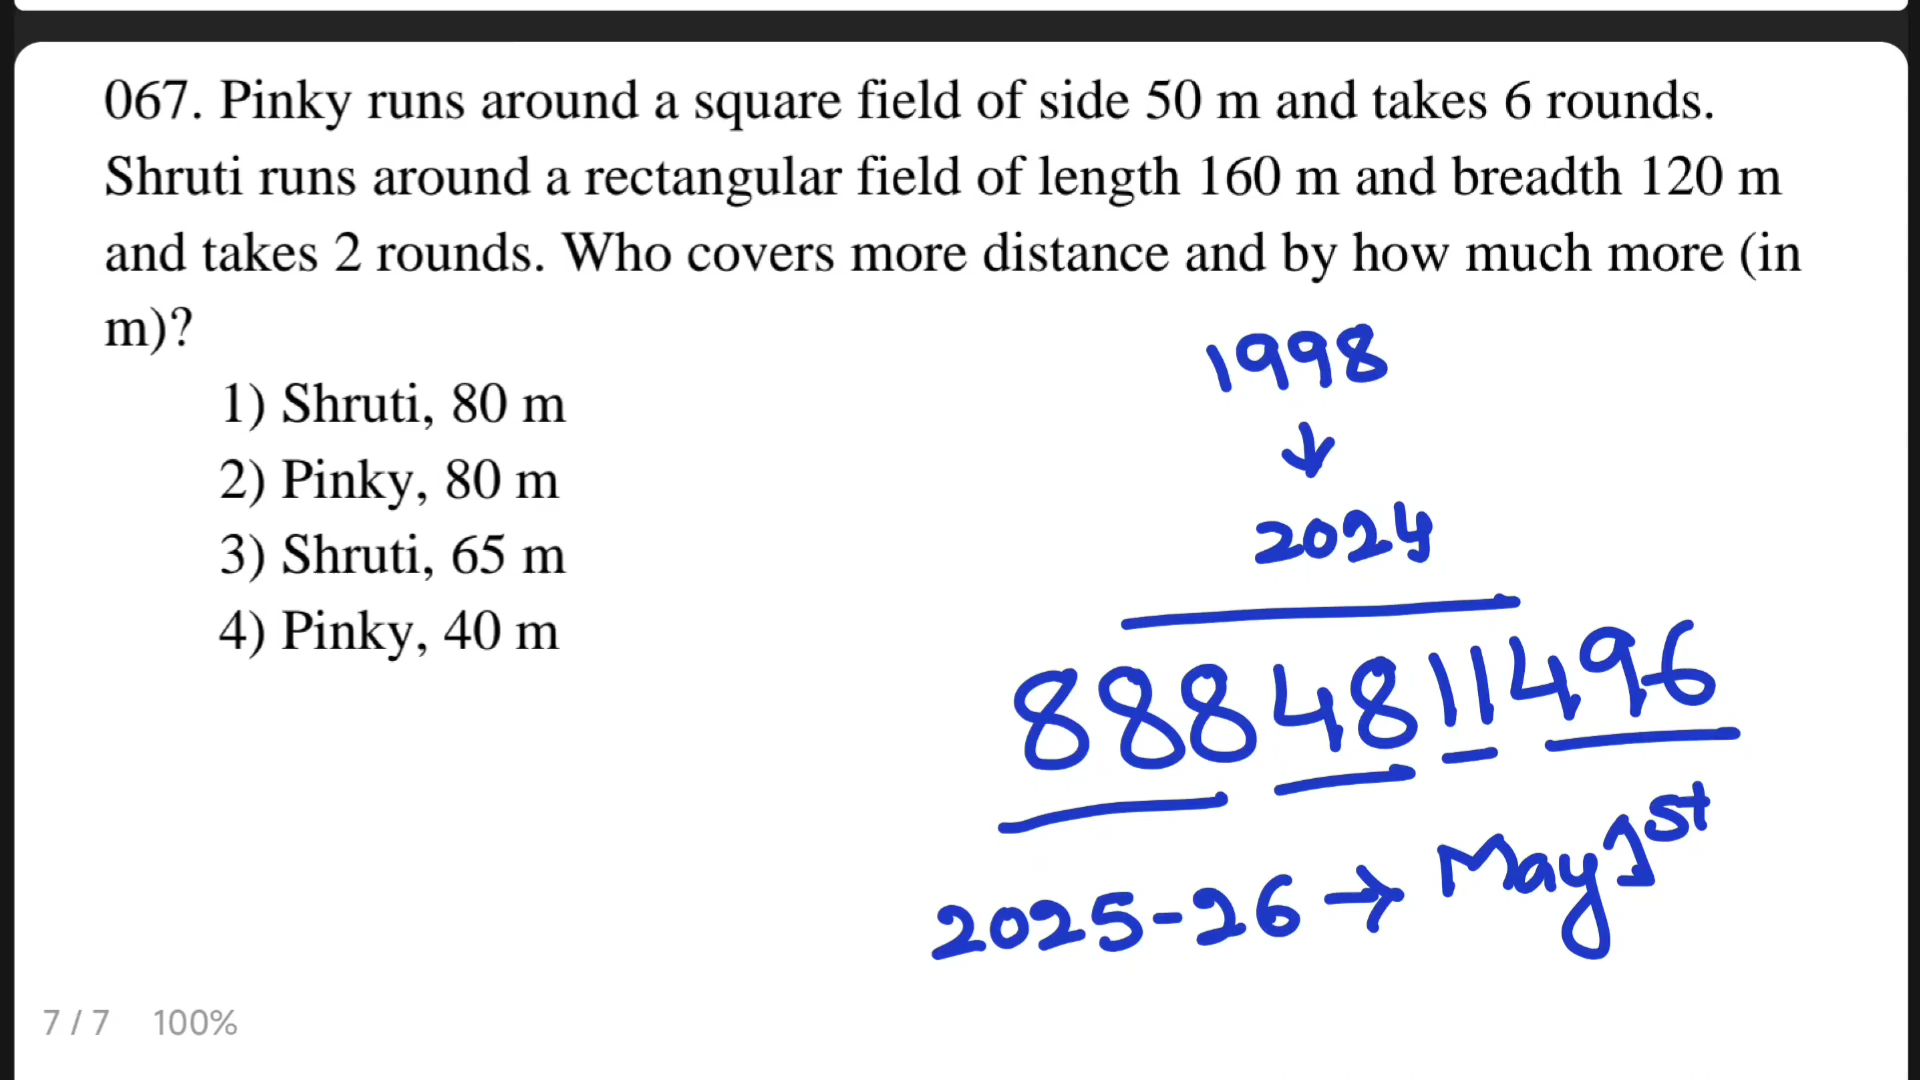 067. Pinky runs around a square field of side 50 m and takes 6 rounds.
Shruti runs around a rectangular field of length 160 m and breadth 120 m
and takes 2 rounds. Who covers more distance and by how much more (in
m)?
1) Shruti, 80 m
2) Pinky, 80 m
3) Shruti, 65 m
4) Pinky, 40 m
1998
↓
2024
8884811496
2025-26 → May 1st
7 / 7 100%